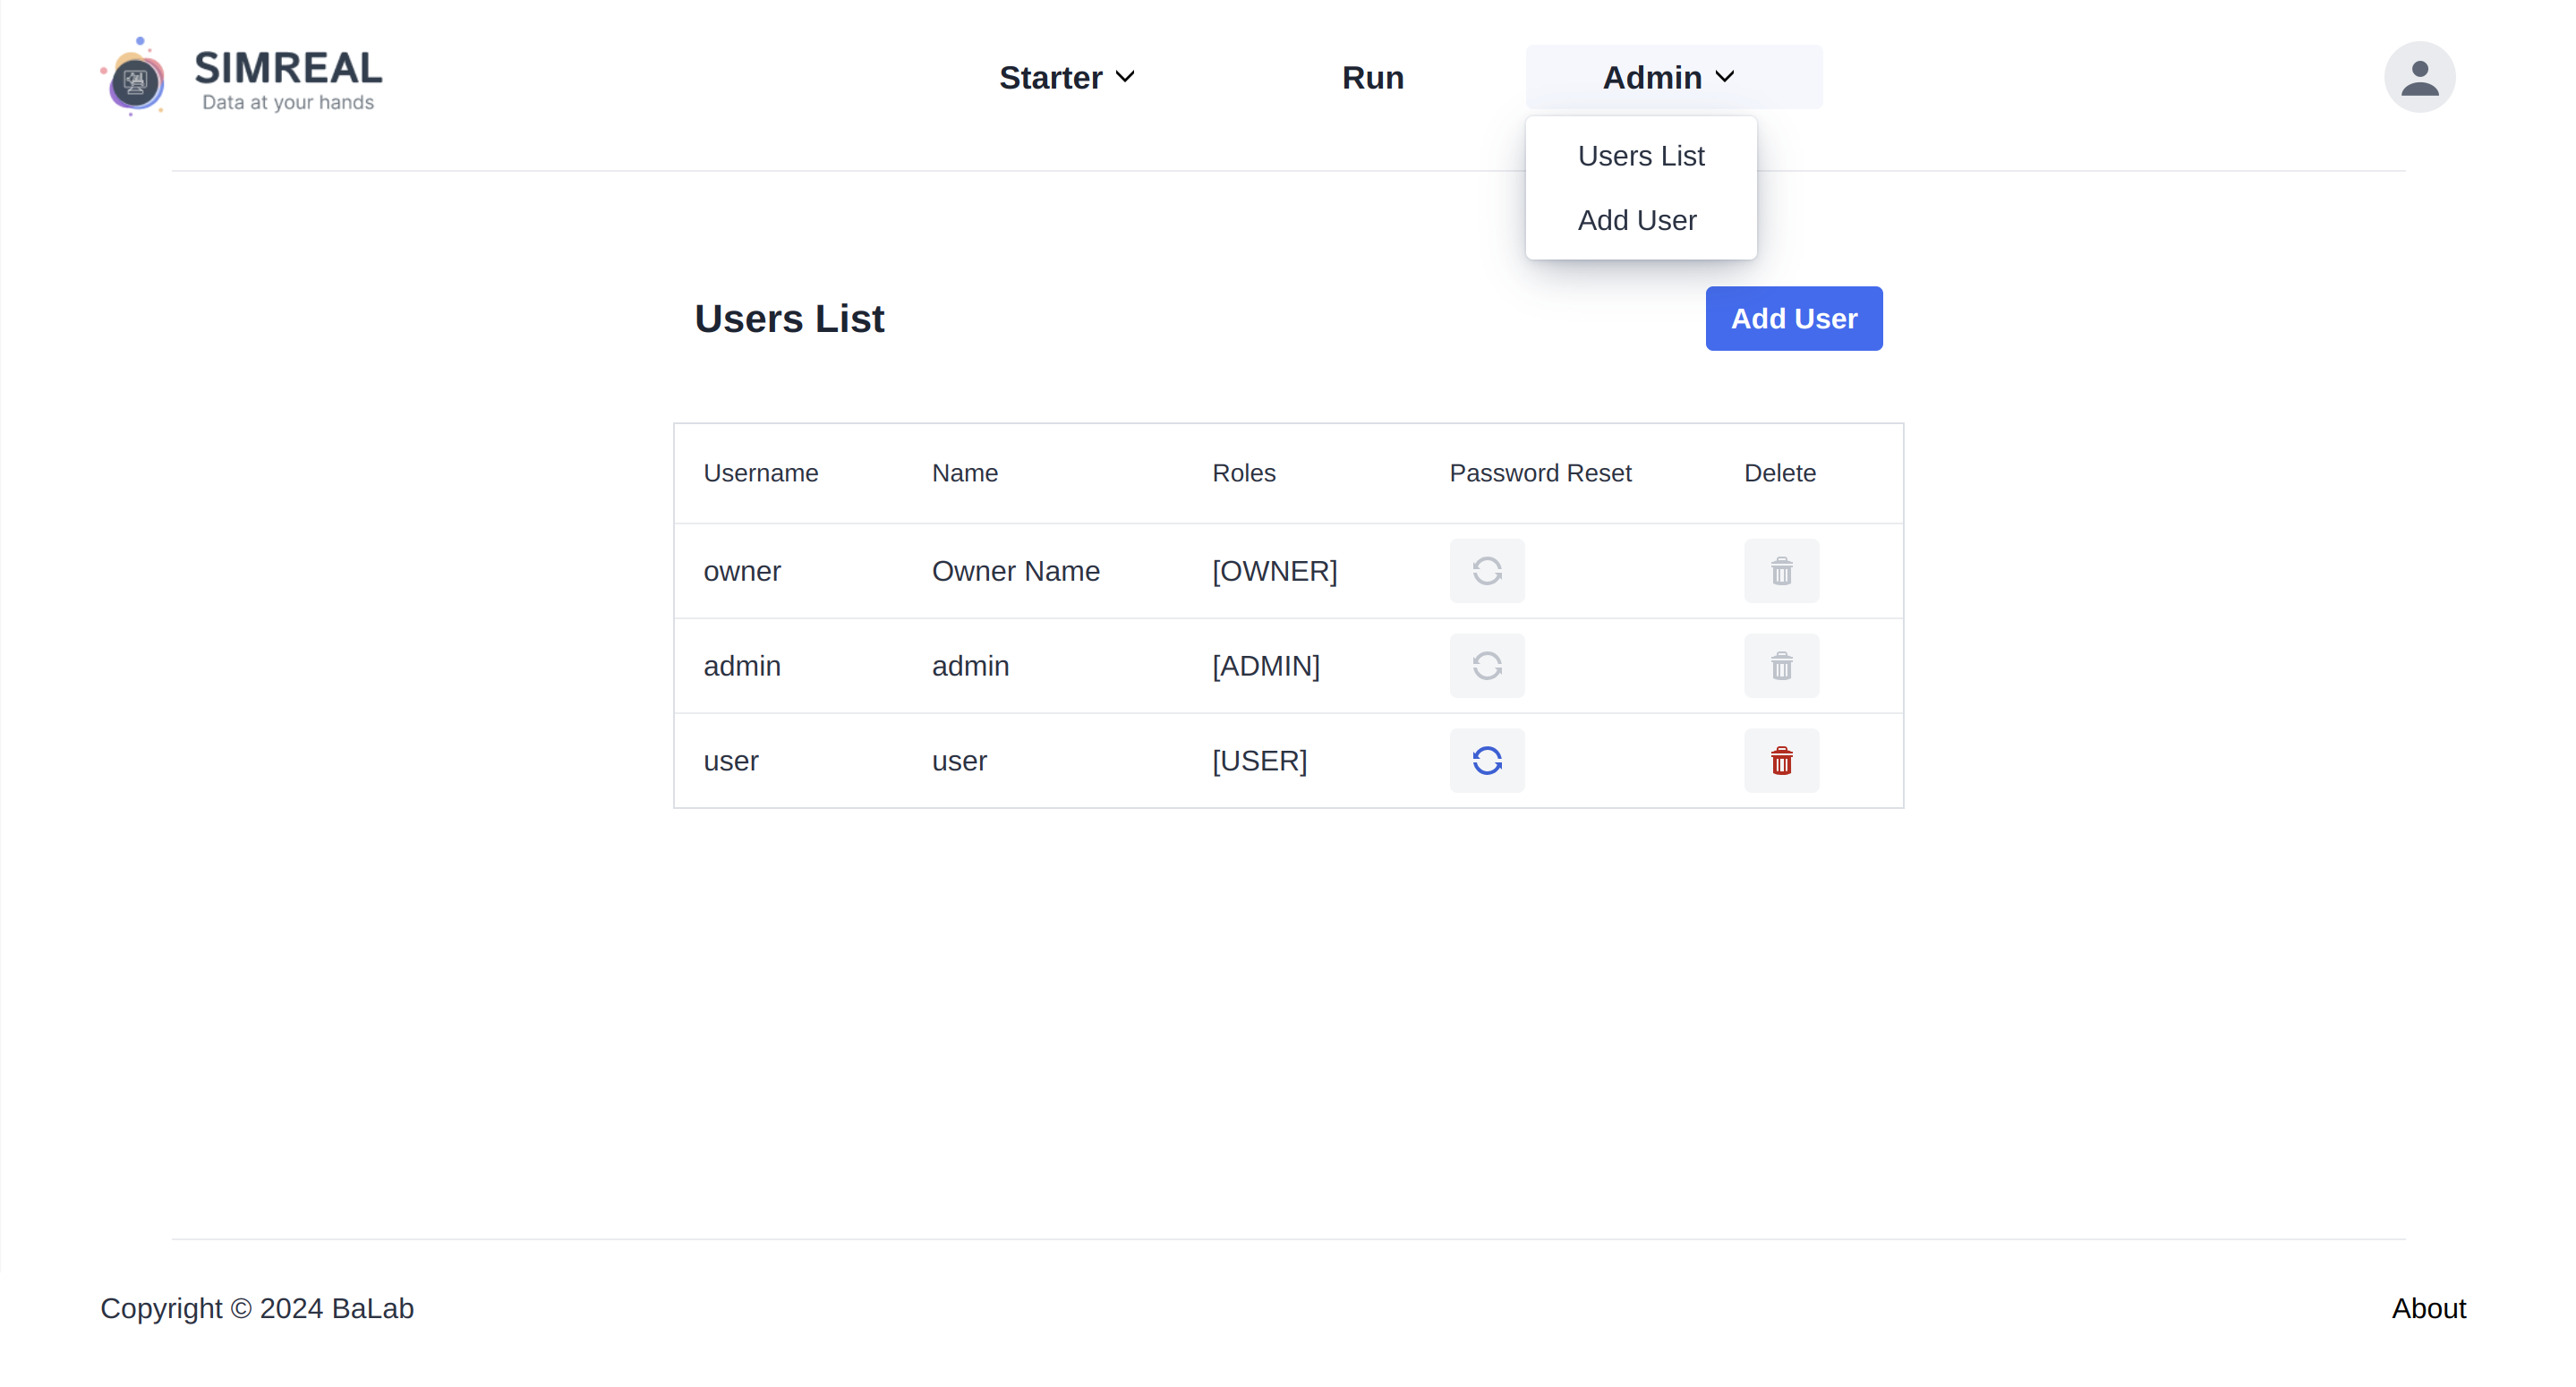 SIMREAL
Data at your hands
Starter
Run
Admin
Users List
Add User
Users List
Add User
Username Name Roles Password Reset Delete
owner Owner Name [OWNER]
admin admin [ADMIN]
user user [USER]
Copyright © 2024 BaLab
About